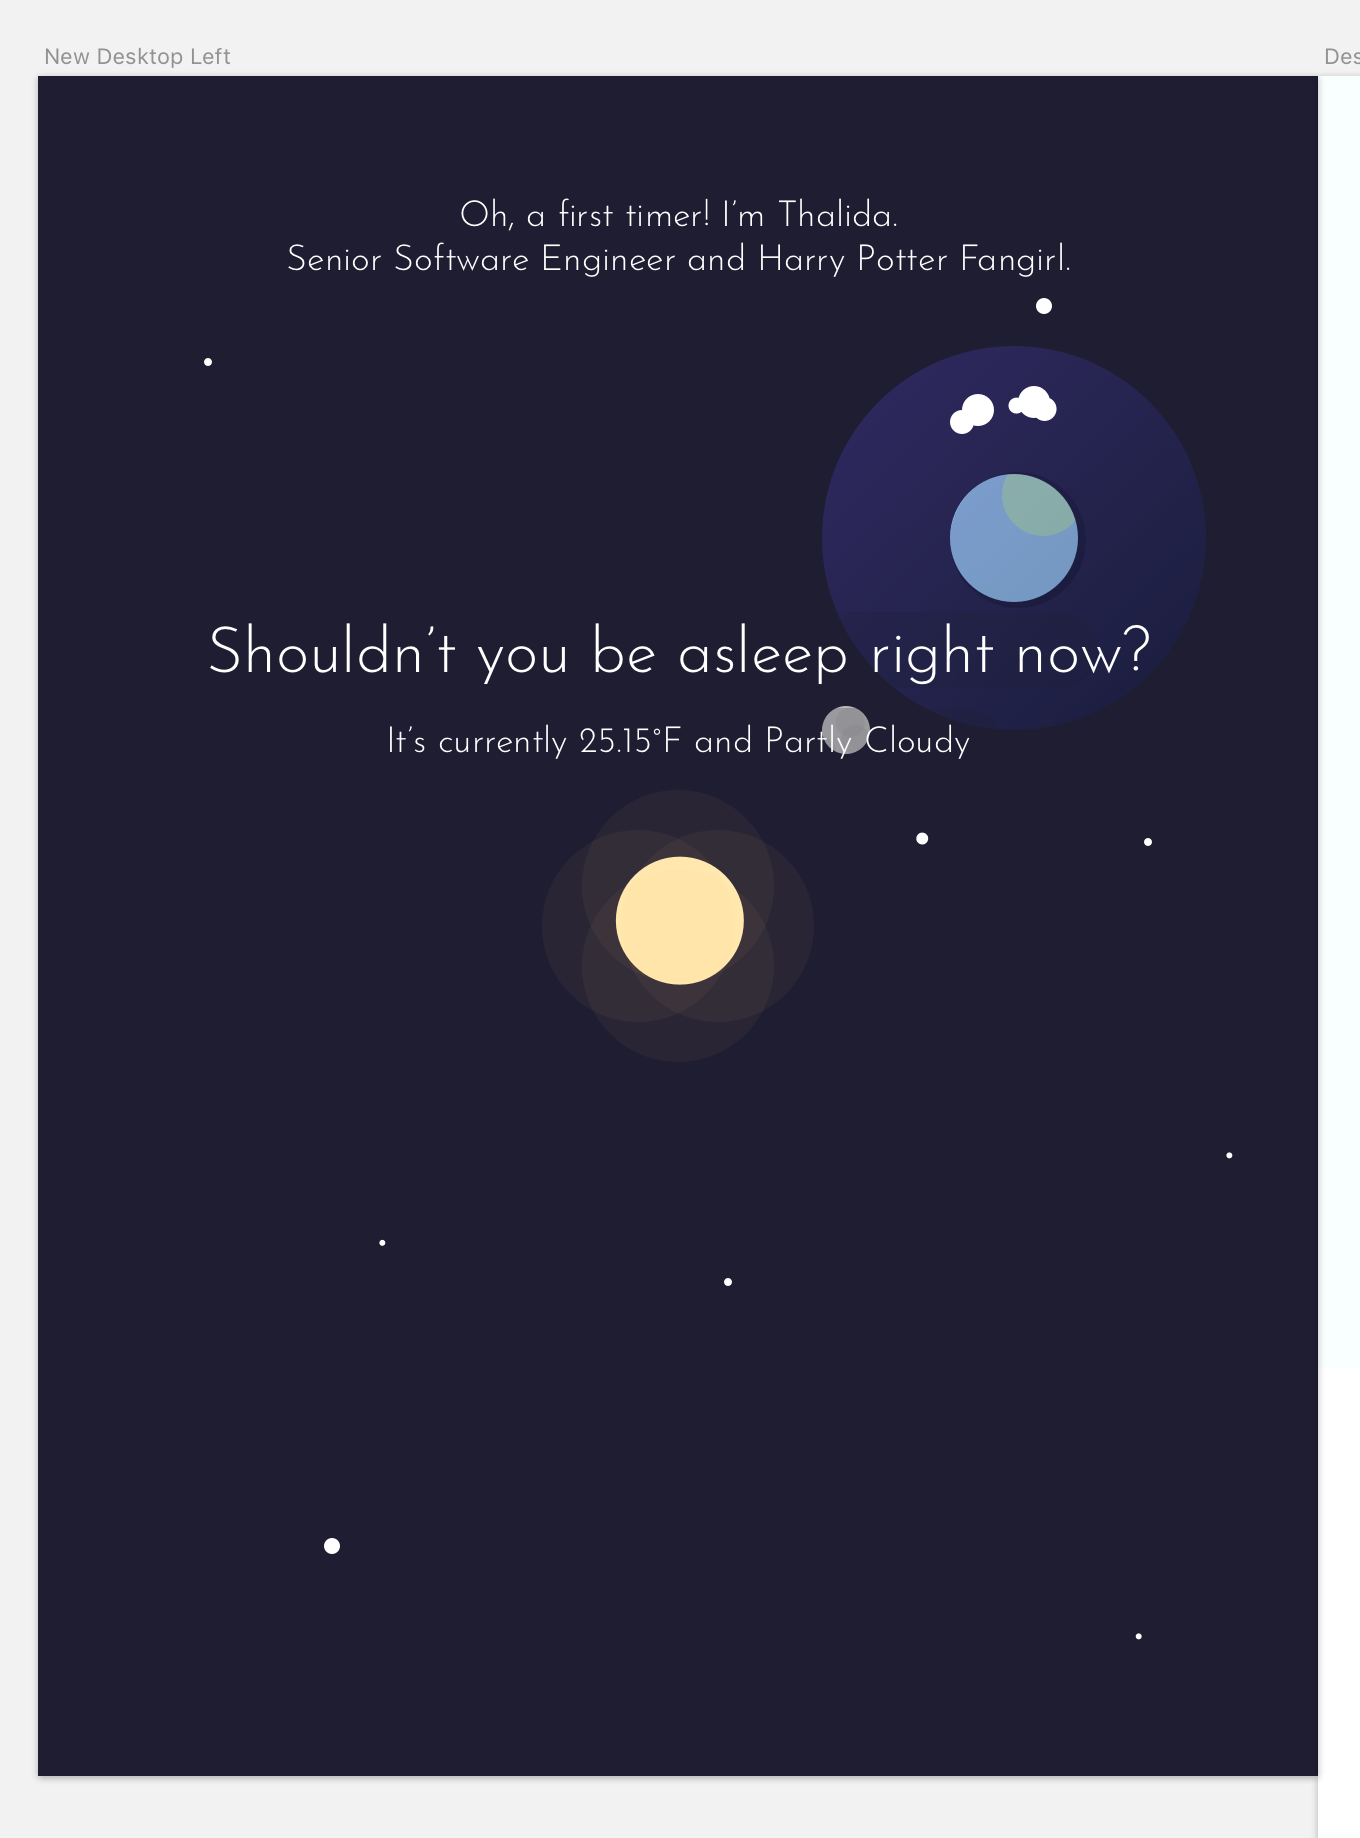 New Desktop Left
Des
Oh, a first timer! I’m Thalida.
Senior Software Engineer and Harry Potter Fangirl.
Shouldn’t you be asleep right now?
It’s currently 25.15°F and Partly Cloudy